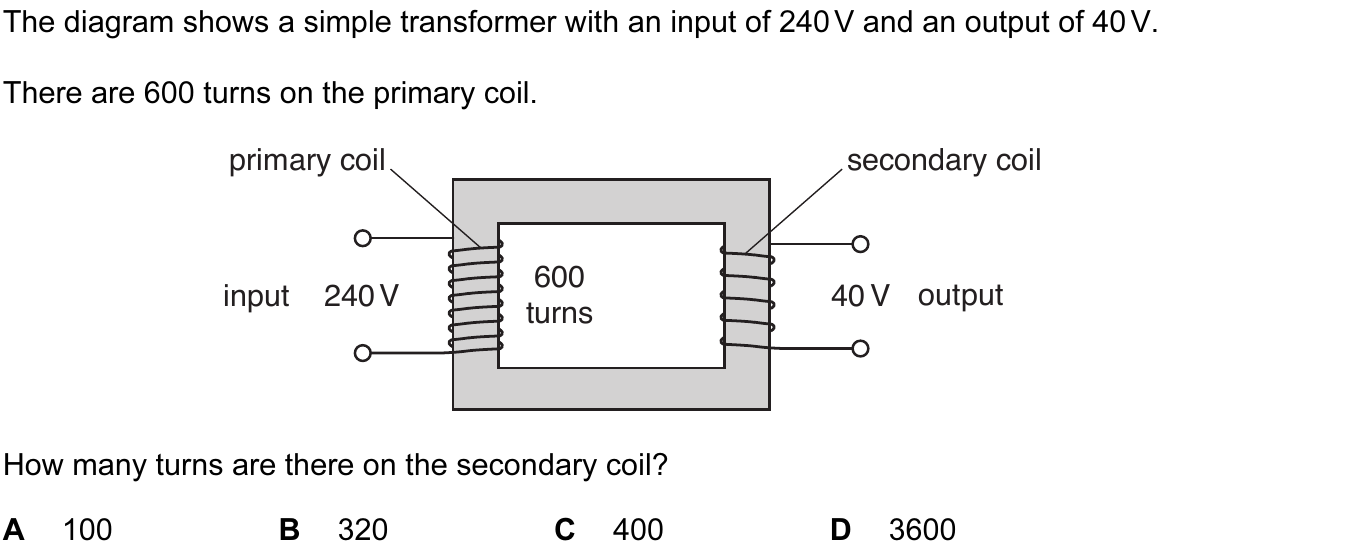 The diagram shows a simple transformer with an input of 240 V and an output of 40 V.
There are 600 turns on the primary coil.
primary coil
secondary coil
600
turns
input 240 V
40 V output
How many turns are there on the secondary coil?
A 100 B 320 C 400 D 3600